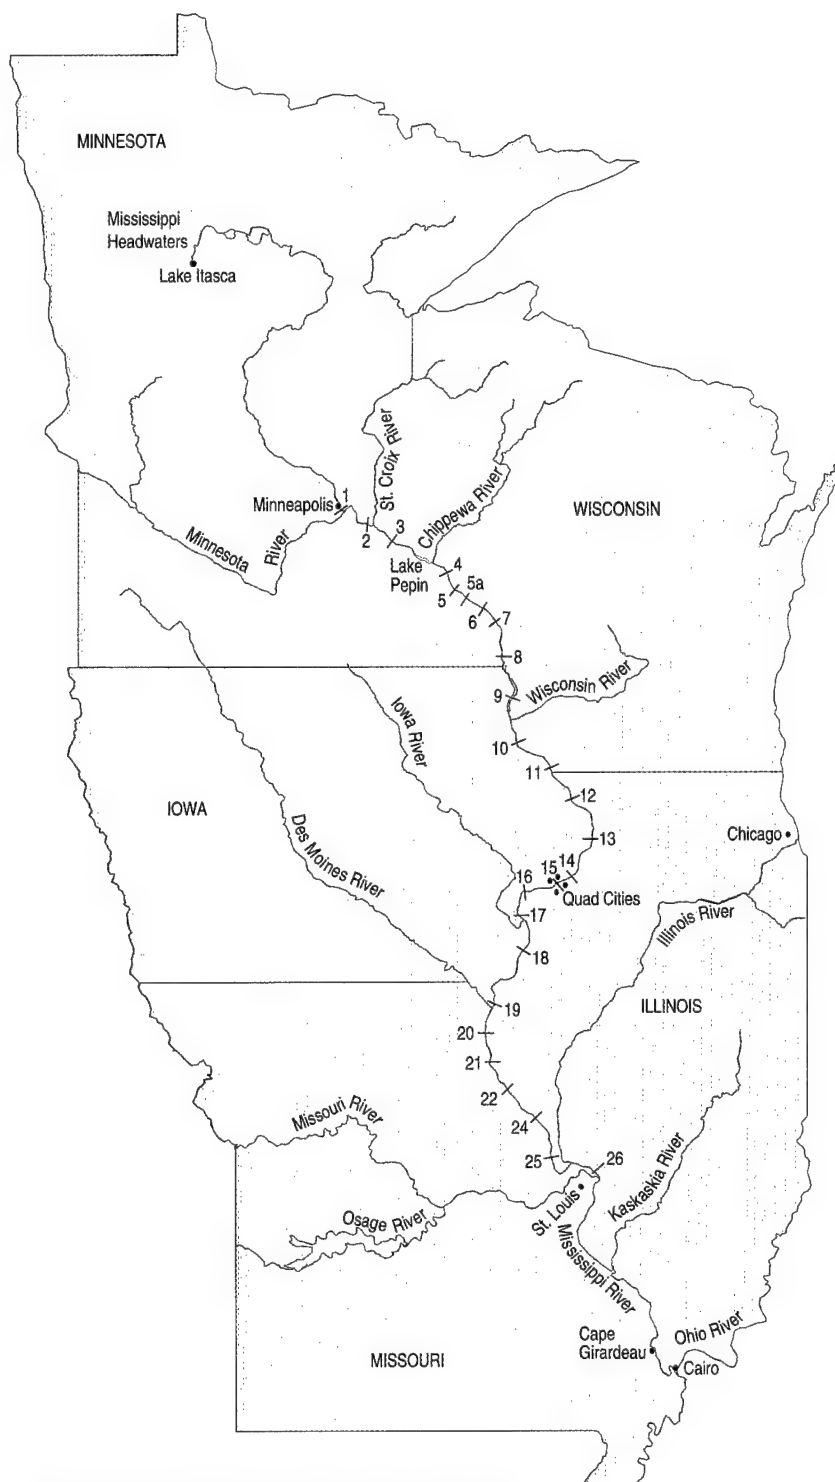 MINNESOTA
Mississippi
Headwaters
Lake Itasca
St. Croix River
Chippewa River
Minneapolis
1
WISCONSIN
Minnesota
River
2
3
Lake
Pepin
4
5
5a
6
7
8
9
Wisconsin River
Iowa River
10
11
12
IOWA
13
Chicago
Des Moines River
14
15
16
Quad Cities
17
Illinois River
18
19
ILLINOIS
20
21
22
Missouri River
24
25
26
Kaskaskia River
St. Louis
Osage River
Mississippi River
Cape
Girardeau
Ohio River
Cairo
MISSOURI